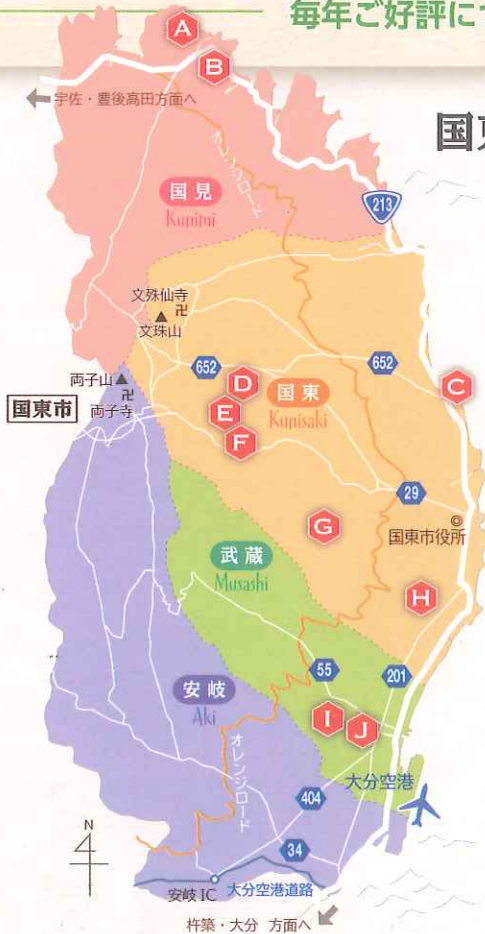 毎年ご好評に
A
B
宇佐・豊後高田方面へ
国東
オレンジロード
国見
Kunimi
213
文殊仙寺
文珠山
652
652
両子山
両子寺
国東市
D
E
F
国東
Kunisaki
C
29
G
国東市役所
武蔵
Musashi
H
55
201
安岐
Aki
I
J
オレンジロード
大分空港
404
34
N
安岐 IC
大分空港道路
杵築・大分 方面へ